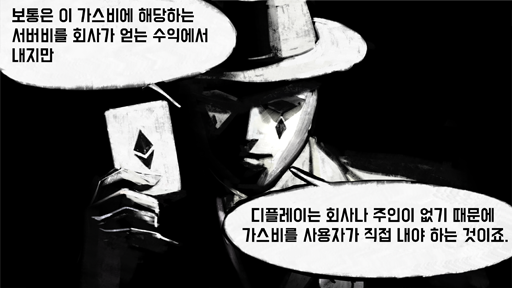 보통은 이 가스비에 해당하는
서버비를 회사가 얻는 수익에서
내지만
디플레이는 회사나 주인이 없기 때문에
가스비를 사용자가 직접 내야 하는 것이죠.